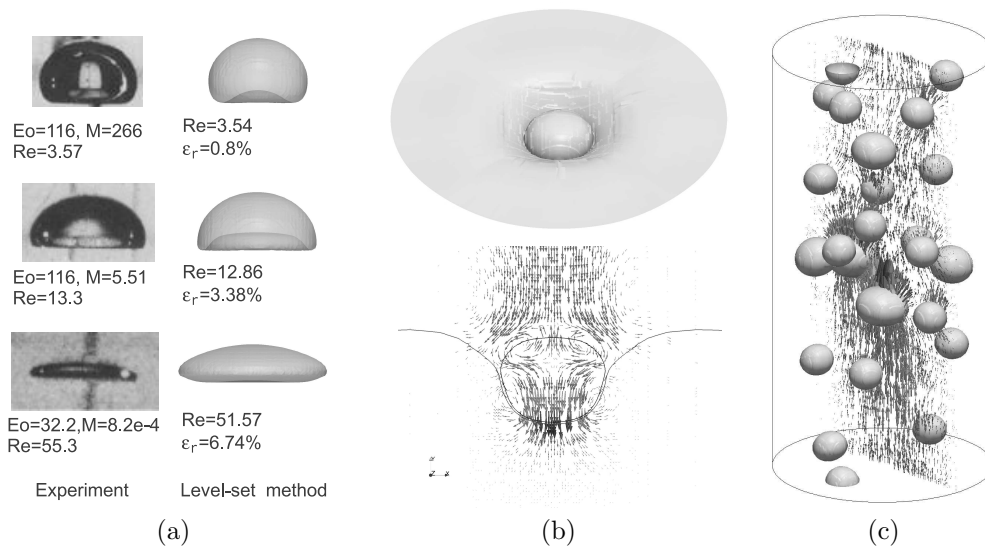 Eo=116, M=266
Re=3.57
Re=3.54
εr=0.8%
Eo=116, M=5.51
Re=13.3
Re=12.86
εr=3.38%
Eo=32.2,M=8.2e-4
Re=55.3
Re=51.57
εr=6.74%
Experiment
Level-set method
(a)
(b)
(c)